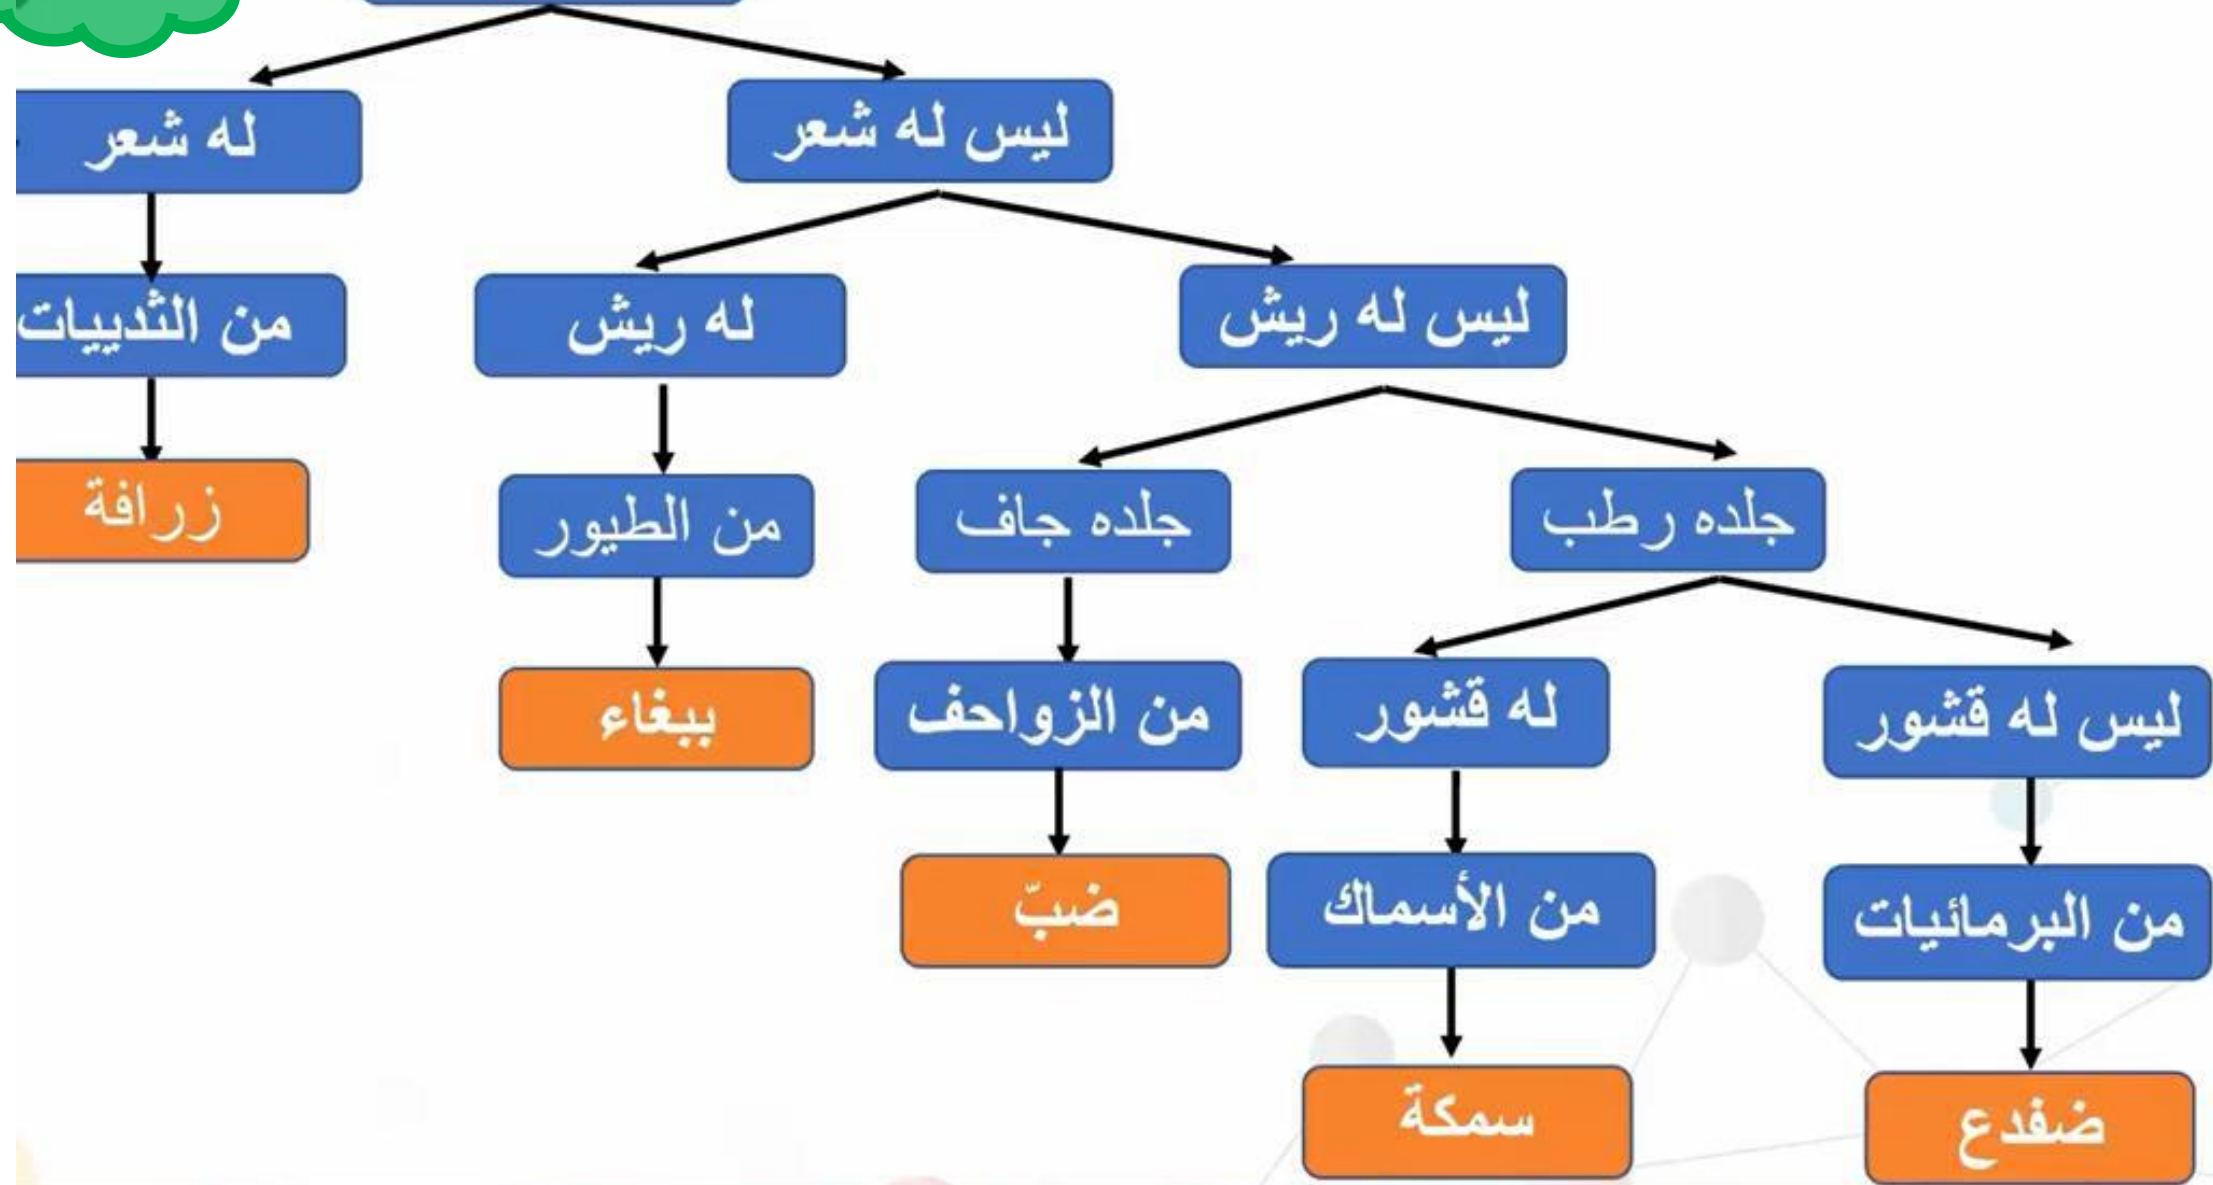 ليس له شعر
له شعر
ليس له ريش
له ريش
من الثدييات
جلده رطب
جلده جاف
من الطيور
زرافة
ليس له قشور
له قشور
من الزواحف
ببغاء
من البرمائيات
من الأسماك
ضبّ
ضفدع
سمكة